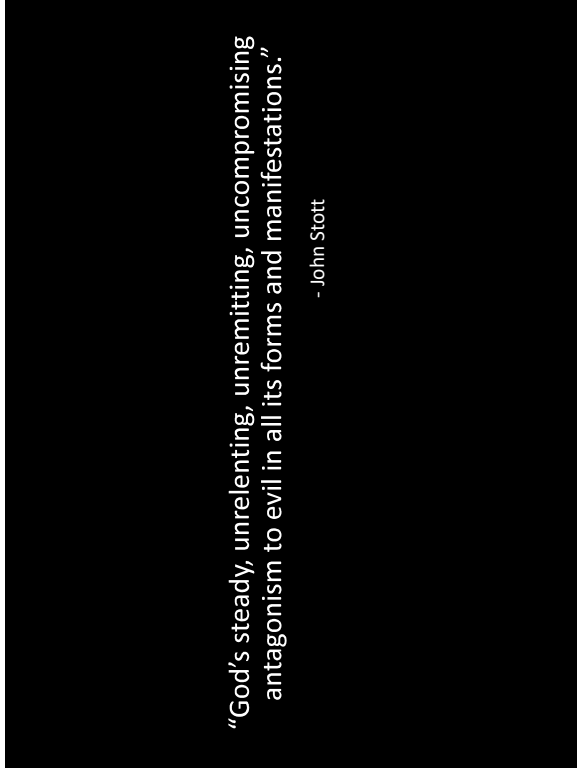 “God’s steady, unrelenting, unremitting, uncompromising
antagonism to evil in all its forms and manifestations.”
- John Stott